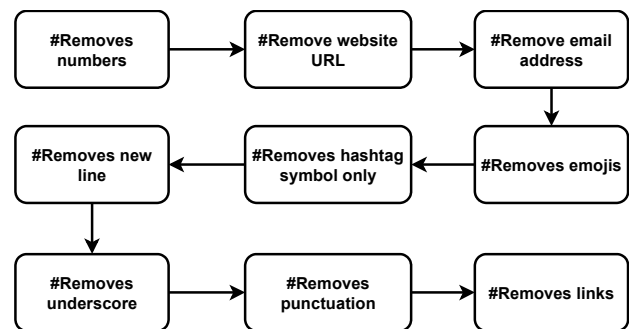 #Removes
numbers
#Remove website
URL
#Remove email
address
#Removes emojis
#Removes hashtag
symbol only
#Removes new
line
#Removes
underscore
#Removes
punctuation
#Removes links